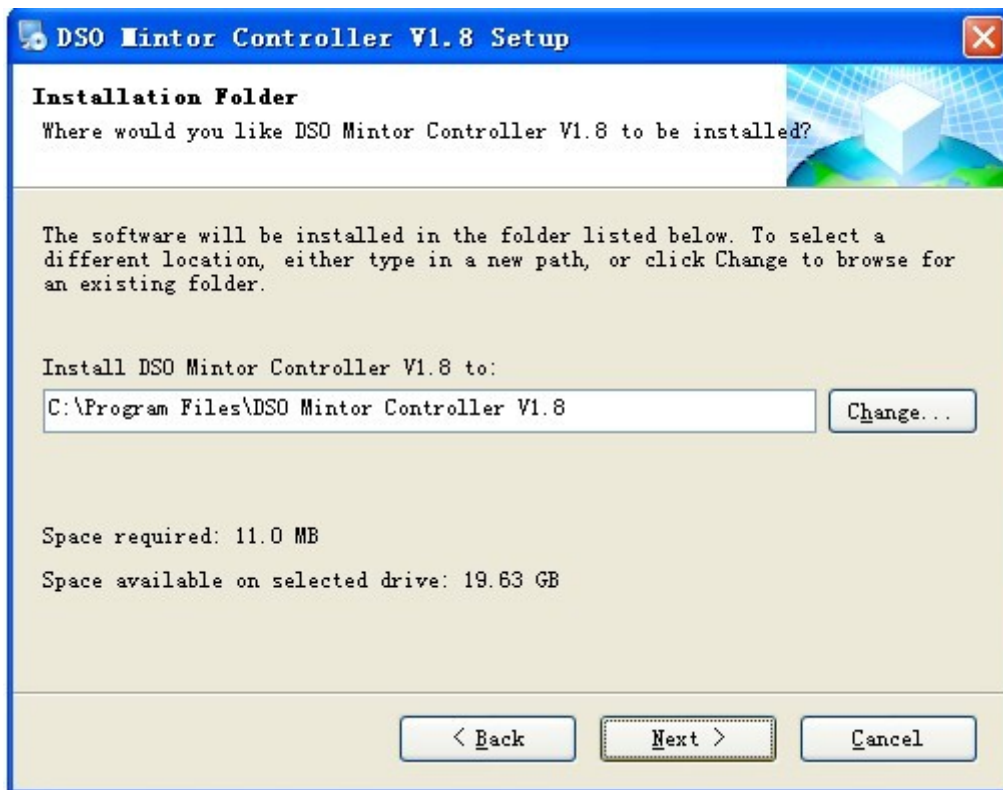 DSO Mintor Controller V1.8 Setup
Installation Folder
Where would you like DSO Mintor Controller V1.8 to be installed?
The software will be installed in the folder listed below. To select a
different location, either type in a new path, or click Change to browse for
an existing folder.
Install DSO Mintor Controller V1.8 to:
C:\Program Files\DSO Mintor Controller V1.8
Change...
Space required: 11.0 MB
Space available on selected drive: 19.63 GB
< Back
Next >
Cancel